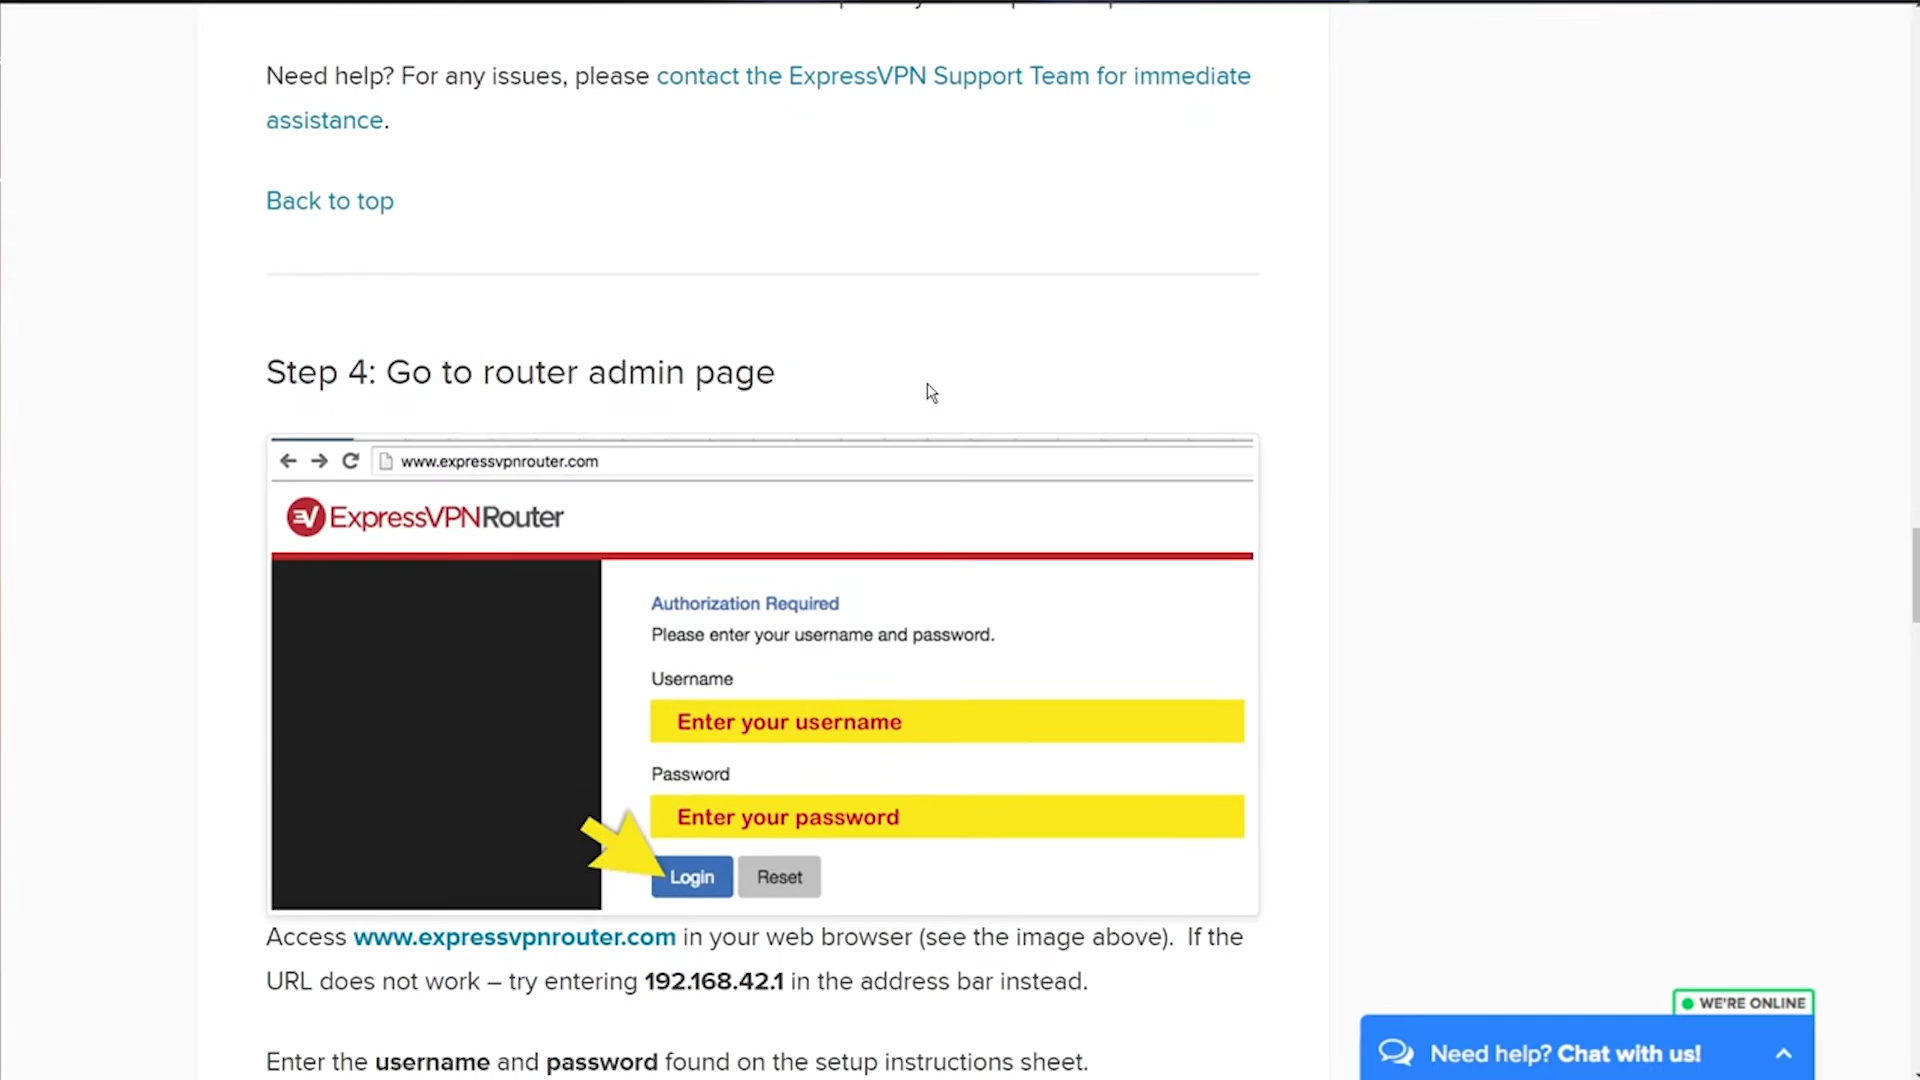 Need help? For any issues, please contact the ExpressVPN Support Team for immediate
assistance.
Back to top
Step 4: Go to router admin page
www.expressvpnrouter.com
ExpressVPNRouter
Authorization Required
Please enter your username and password.
Username
Enter your username
Password
Enter your password
Login Reset
Access www.expressvpnrouter.com in your web browser (see the image above). If the
URL does not work – try entering 192.168.42.1 in the address bar instead.
Enter the username and password found on the setup instructions sheet.
WE'RE ONLINE
Need help? Chat with us!